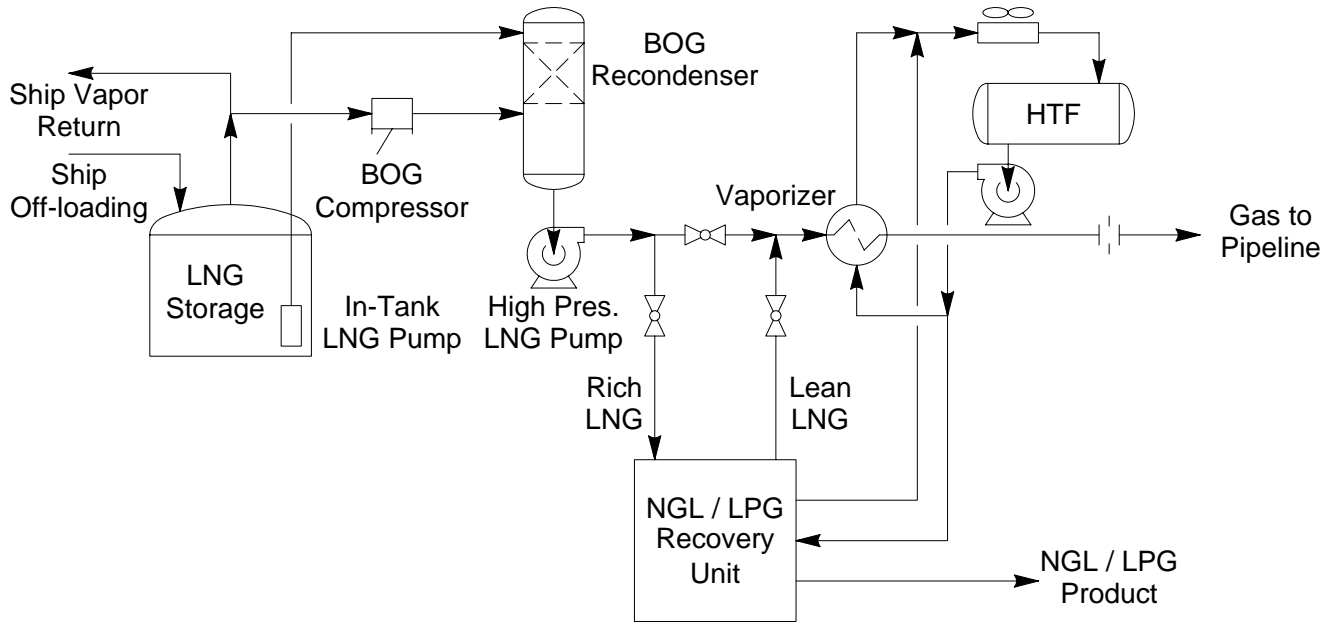 BOG
Recondenser
Ship Vapor
Return
HTF
Ship
Off-loading
BOG
Compressor
Vaporizer
Gas to
Pipeline
LNG
Storage
In-Tank
LNG Pump
High Pres.
LNG Pump
Rich
LNG
Lean
LNG
NGL / LPG
Recovery
Unit
NGL / LPG
Product